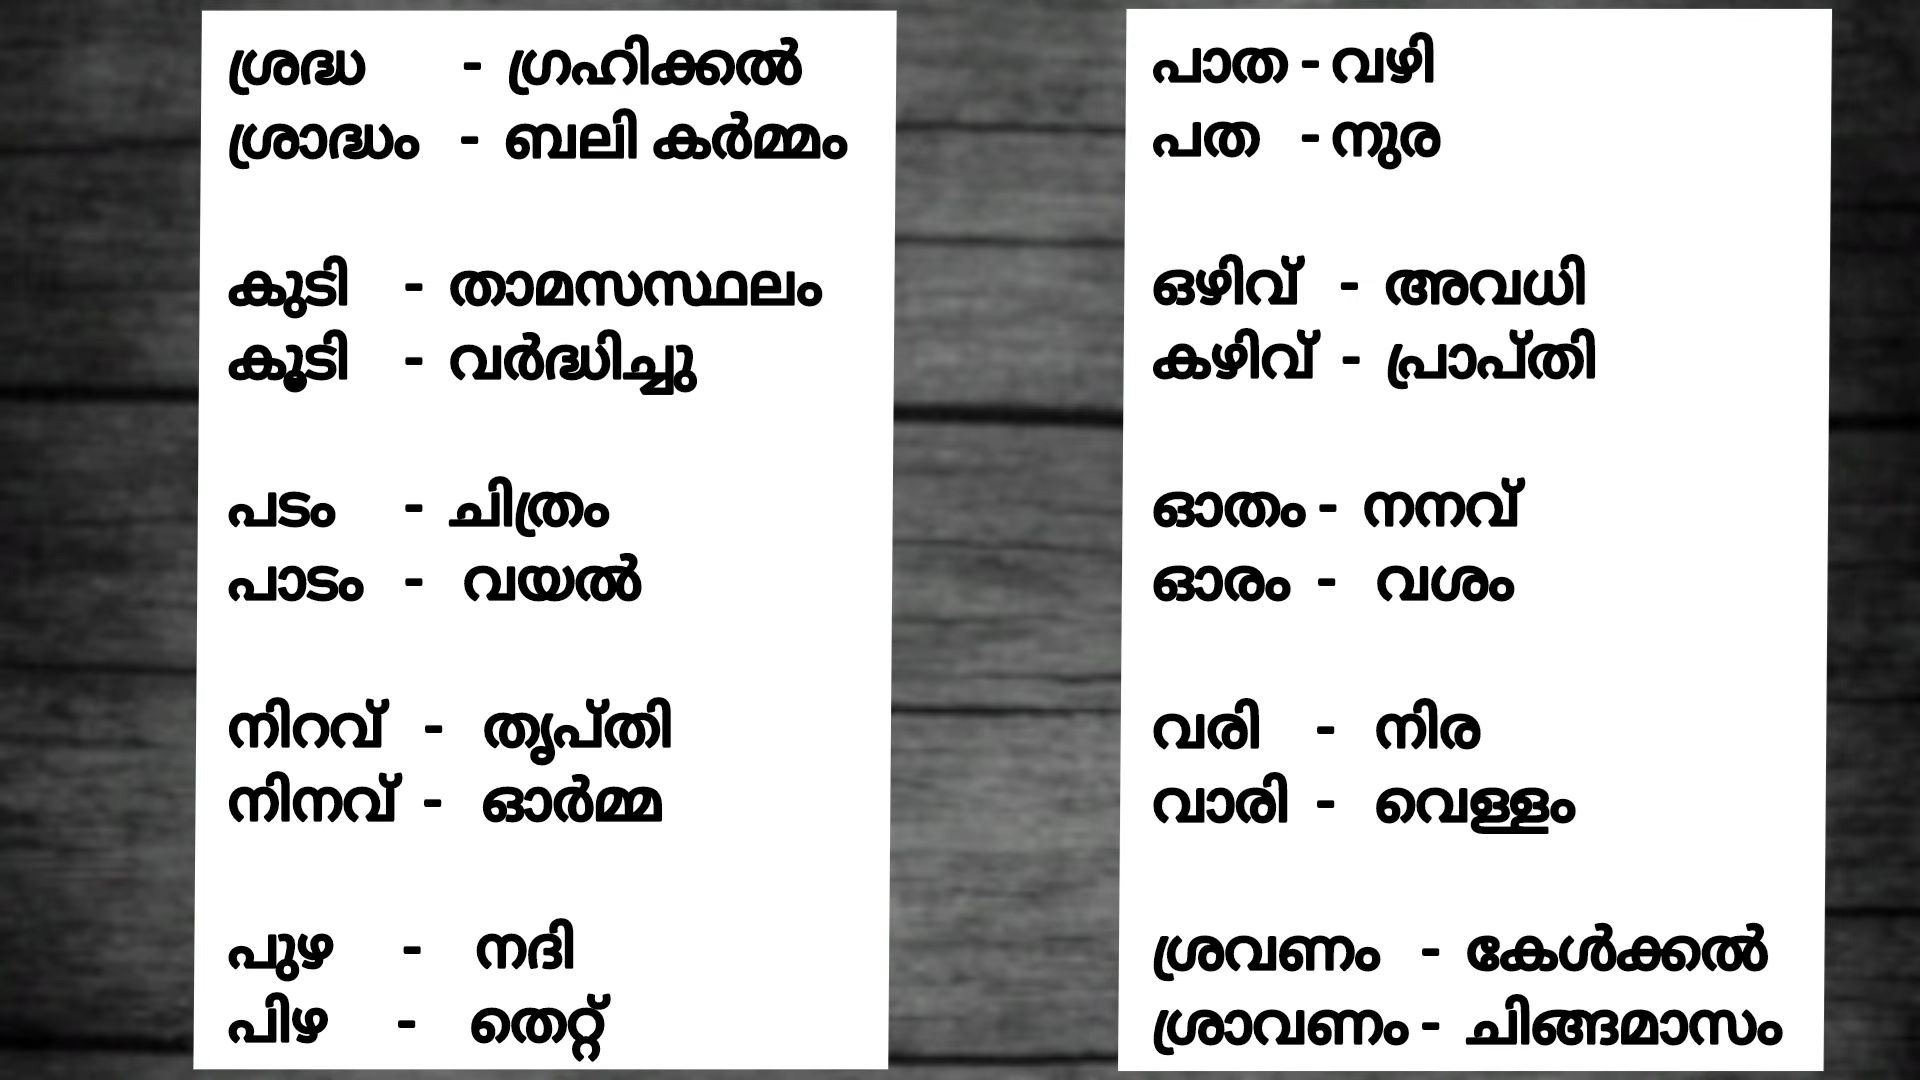 ശ്രദ്ധ - ഗ്രഹിക്കൽ
ശ്രാദ്ധം - ബലി കർമ്മം
കുടി - താമസസ്ഥലം
കൂടി - വർദ്ധിച്ചു
പടം - ചിത്രം
പാടം - വയൽ
നിറവ് - തൃപ്തി
നിനവ് - ഓർമ്മ
പുഴ - നദി
പിഴ - തെറ്റ്
പാത - വഴി
പത - നുര
ഒഴിവ് - അവധി
കഴിവ് - പ്രാപ്തി
ഓതം - നനവ്
ഓരം - വശം
വരി - നിര
വാരി - വെള്ളം
ശ്രവണം - കേൾക്കൽ
ശ്രാവണം - ചിങ്ങമാസം